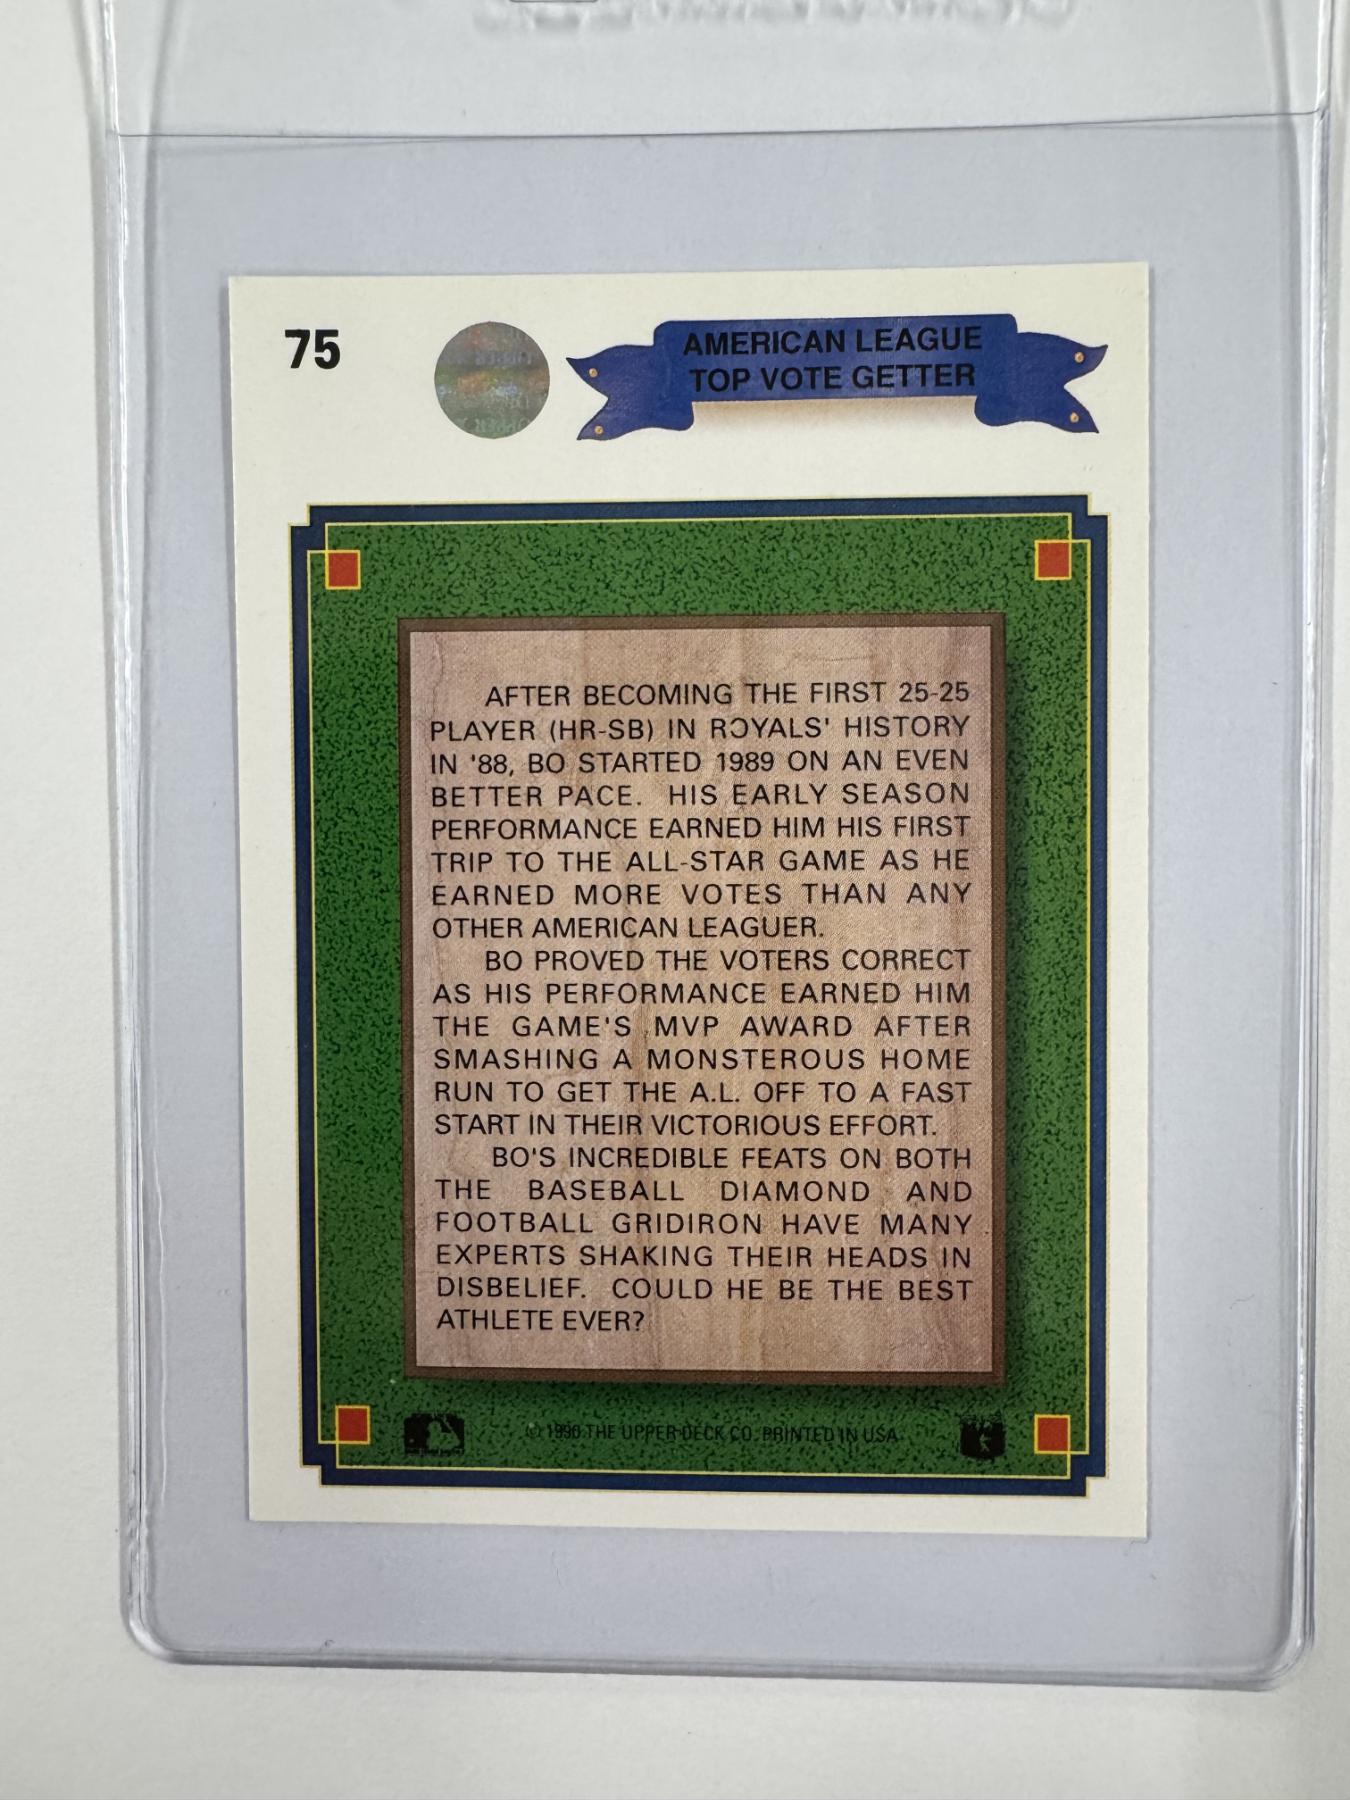 75
AMERICAN LEAGUE
TOP VOTE GETTER
AFTER BECOMING THE FIRST 25-25
PLAYER (HR-SB) IN ROYALS' HISTORY
IN '88, BO STARTED 1989 ON AN EVEN
BETTER PACE. HIS EARLY SEASON
PERFORMANCE EARNED HIM HIS FIRST
TRIP TO THE ALL-STAR GAME AS HE
EARNED MORE VOTES THAN ANY
OTHER AMERICAN LEAGUER.
BO PROVED THE VOTERS CORRECT
AS HIS PERFORMANCE EARNED HIM
THE GAME'S MVP AWARD AFTER
SMASHING A MONSTEROUS HOME
RUN TO GET THE A.L. OFF TO A FAST
START IN THEIR VICTORIOUS EFFORT.
BO'S INCREDIBLE FEATS ON BOTH
THE BASEBALL DIAMOND AND
FOOTBALL GRIDIRON HAVE MANY
EXPERTS SHAKING THEIR HEADS IN
DISBELIEF. COULD HE BE THE BEST
ATHLETE EVER?
© 1990 THE UPPER DECK CO. PRINTED IN USA